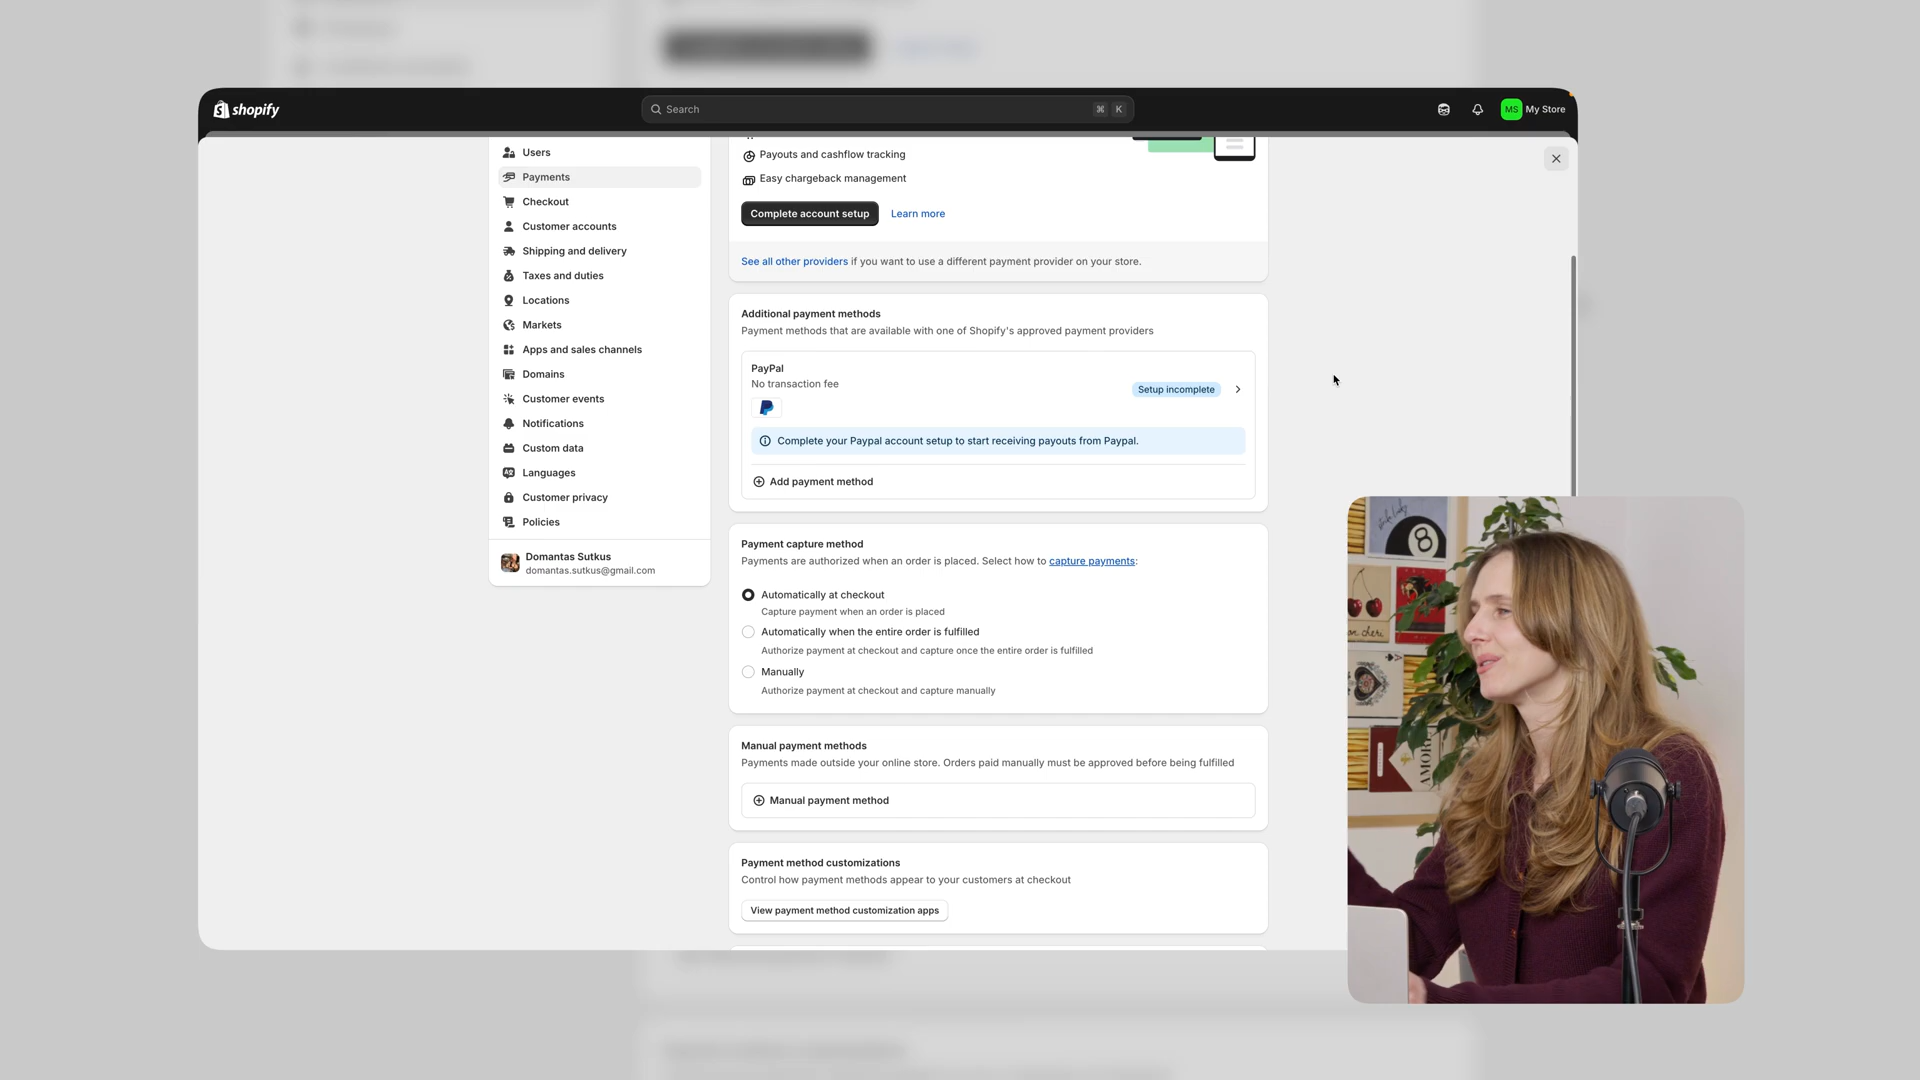 shopify
Search
⌘ K
MS My Store
Users
Payments
Checkout
Customer accounts
Shipping and delivery
Taxes and duties
Locations
Markets
Apps and sales channels
Domains
Customer events
Notifications
Custom data
Languages
Customer privacy
Policies
Domantas Sutkus
domantas.sutkus@gmail.com
Payouts and cashflow tracking
Easy chargeback management
Complete account setup Learn more
See all other providers if you want to use a different payment provider on your store.
Additional payment methods
Payment methods that are available with one of Shopify's approved payment providers
PayPal
No transaction fee
Setup incomplete
Complete your Paypal account setup to start receiving payouts from Paypal.
Add payment method
Payment capture method
Payments are authorized when an order is placed. Select how to capture payments:
Automatically at checkout
Capture payment when an order is placed
Automatically when the entire order is fulfilled
Authorize payment at checkout and capture once the entire order is fulfilled
Manually
Authorize payment at checkout and capture manually
Manual payment methods
Payments made outside your online store. Orders paid manually must be approved before being fulfilled
Manual payment method
Payment method customizations
Control how payment methods appear to your customers at checkout
View payment method customization apps
8
on cheri
A
AMOR